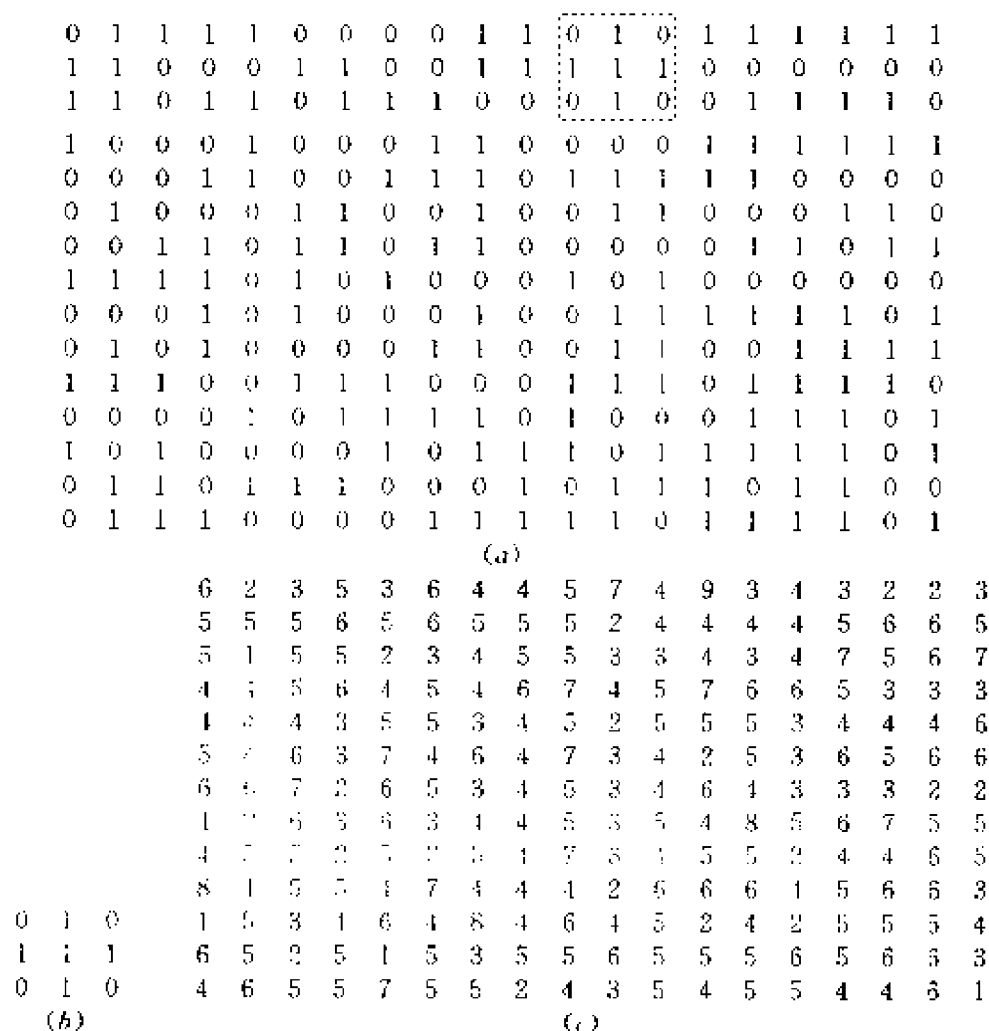 0 1 1 1 1 0 0 0 0 1 1 0 1 0 1 1 1 1 1 1
1 1 0 0 0 1 1 0 0 1 1 1 1 1 0 0 0 0 0 0
1 1 0 1 1 0 1 1 1 0 0 0 1 0 0 1 1 1 1 0
1 0 0 0 1 0 0 0 1 1 0 0 0 0 1 1 1 1 1 1
0 0 0 1 1 0 0 1 1 1 0 1 1 1 1 1 0 0 0 0
0 1 0 0 0 1 1 0 0 1 0 0 1 1 0 0 0 1 1 0
0 0 1 1 0 1 1 0 1 1 0 0 0 0 0 1 1 0 1 1
1 1 1 1 0 1 0 1 0 0 0 1 0 1 0 0 0 0 0 0
0 0 0 1 0 1 0 0 0 1 0 0 1 1 1 1 1 1 0 1
0 1 0 1 0 0 0 0 1 1 0 0 1 1 0 0 1 1 1 1
1 1 1 0 0 1 1 1 0 0 0 1 1 1 0 1 1 1 1 0
0 0 0 0 1 0 1 1 1 1 0 1 0 0 0 1 1 1 0 1
1 0 1 0 0 0 0 1 0 1 1 1 0 1 1 1 1 1 0 1
0 1 1 0 1 1 1 0 0 0 1 0 1 1 1 0 1 1 0 0
0 1 1 1 0 0 0 0 1 1 1 1 1 0 1 1 1 1 0 1
(a)
6 2 3 5 3 6 4 4 5 7 4 9 3 4 3 2 2 3
5 5 5 6 5 6 5 5 5 2 4 4 4 4 5 6 6 5
5 1 5 5 2 3 4 5 5 3 3 4 3 4 7 5 6 7
4 5 6 4 5 4 6 7 4 5 7 6 6 5 3 3 3
4 4 3 5 5 3 4 5 2 5 5 5 3 4 4 4 6
5 6 3 7 4 6 4 7 3 4 2 5 3 6 5 6 6
6 7 2 6 5 3 4 5 3 4 6 4 3 3 3 2 2
1 6 3 6 3 4 4 5 3 5 4 8 5 6 7 5 5
4 2 4 7 5 5 2 4 4 6 5
8 1 5 5 7 4 4 4 2 6 6 6 4 5 6 6 3
0 1 0 1 5 3 4 6 4 8 4 6 4 5 2 4 2 5 5 5 4
1 1 1 6 5 2 5 1 5 3 5 5 6 5 5 5 6 5 6 5 3
0 1 0 4 6 5 5 7 5 5 2 4 3 5 4 5 5 4 4 6 1
(b) (c)